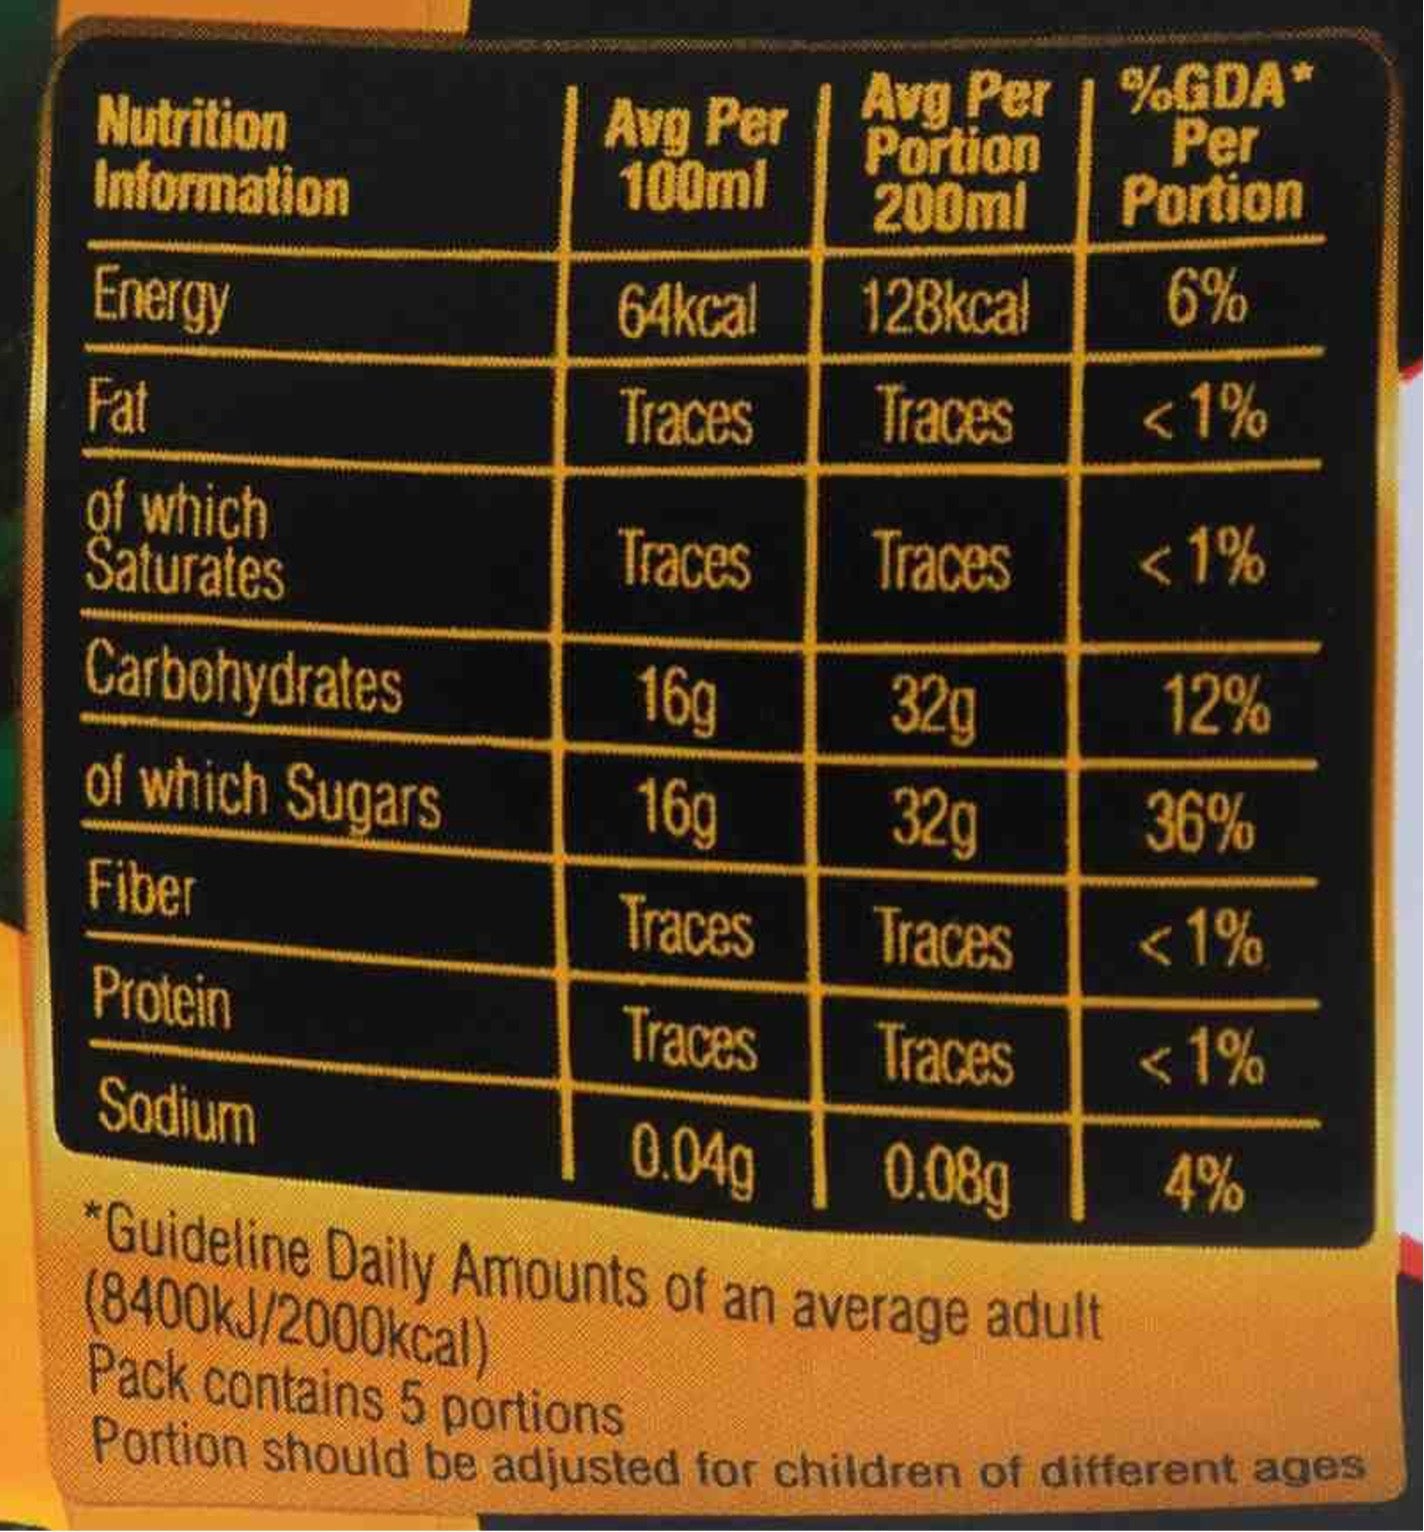 Nutrition Information | Avg Per 100ml | Avg Per Portion 200ml | %GDA* Per Portion
Energy | 64kcal | 128kcal | 6%
Fat | Traces | Traces | < 1%
of which Saturates | Traces | Traces | < 1%
Carbohydrates | 16g | 32g | 12%
of which Sugars | 16g | 32g | 36%
Fiber | Traces | Traces | < 1%
Protein | Traces | Traces | < 1%
Sodium | 0.04g | 0.08g | 4%
*Guideline Daily Amounts of an average adult
(8400kJ/2000kcal)
Pack contains 5 portions
Portion should be adjusted for children of different ages